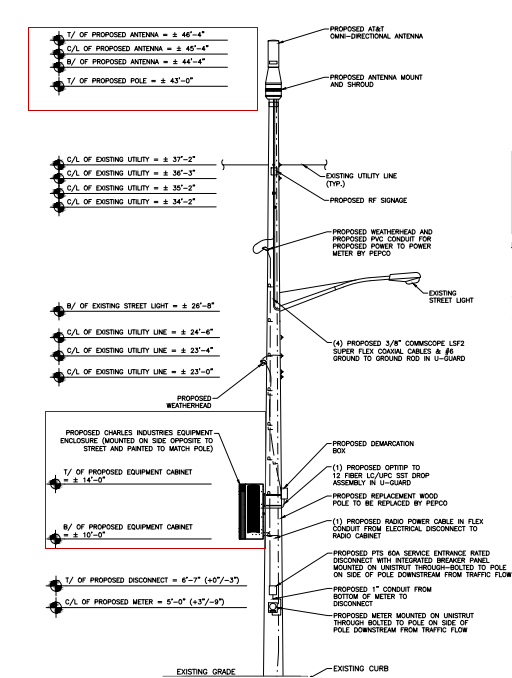 T/ OF PROPOSED ANTENNA = ± 46'-4"
C/L OF PROPOSED ANTENNA = ± 45'-4"
B/ OF PROPOSED ANTENNA = ± 44'-4"
T/ OF PROPOSED POLE = ± 43'-0"
PROPOSED AT&T
OMNI-DIRECTIONAL ANTENNA
PROPOSED ANTENNA MOUNT
AND SHROUD
C/L OF EXISTING UTILITY = ± 37'-2"
C/L OF EXISTING UTILITY = ± 36'-3"
C/L OF EXISTING UTILITY = ± 35'-2"
C/L OF EXISTING UTILITY = ± 34'-2"
EXISTING UTILITY LINE
(TYP.)
PROPOSED RF SIGNAGE
PROPOSED WEATHERHEAD AND
PROPOSED PVC CONDUIT FOR
PROPOSED POWER TO POWER
METER BY PEPCO
EXISTING
STREET LIGHT
B/ OF EXISTING STREET LIGHT = ± 26'-8"
C/L OF EXISTING UTILITY LINE = ± 24'-6"
C/L OF EXISTING UTILITY LINE = ± 23'-4"
C/L OF EXISTING UTILITY LINE = ± 23'-0"
(4) PROPOSED 3/8" COMMSCOPE LSF2
SUPER FLEX COAXIAL CABLES & #6
GROUND TO GROUND ROD IN U-GUARD
PROPOSED
WEATHERHEAD
PROPOSED CHARLES INDUSTRIES EQUIPMENT
ENCLOSURE (MOUNTED ON SIDE OPPOSITE TO
STREET AND PAINTED TO MATCH POLE)
T/ OF PROPOSED EQUIPMENT CABINET
= ± 14'-0"
B/ OF PROPOSED EQUIPMENT CABINET
= ± 10'-0"
PROPOSED DEMARCATION
BOX
(1) PROPOSED OPTITIP TO
12 FIBER LC/UPC SST DROP
ASSEMBLY IN U-GUARD
PROPOSED REPLACEMENT WOOD
POLE TO BE REPLACED BY PEPCO
(1) PROPOSED RADIO POWER CABLE IN FLEX
CONDUIT FROM ELECTRICAL DISCONNECT TO
RADIO CABINET
PROPOSED PTS 60A SERVICE ENTRANCE RATED
DISCONNECT WITH INTEGRATED BREAKER PANEL
MOUNTED ON UNISTRUT THROUGH-BOLTED TO POLE
ON SIDE OF POLE DOWNSTREAM FROM TRAFFIC FLOW
T/ OF PROPOSED DISCONNECT = 6'-7" (+0"/-3")
C/L OF PROPOSED METER = 5'-0" (+3"/-9")
PROPOSED 1" CONDUIT FROM
BOTTOM OF METER TO
DISCONNECT
PROPOSED METER MOUNTED ON UNISTRUT
THROUGH BOLTED TO POLE ON SIDE OF
POLE DOWNSTREAM FROM TRAFFIC FLOW
EXISTING GRADE
EXISTING CURB